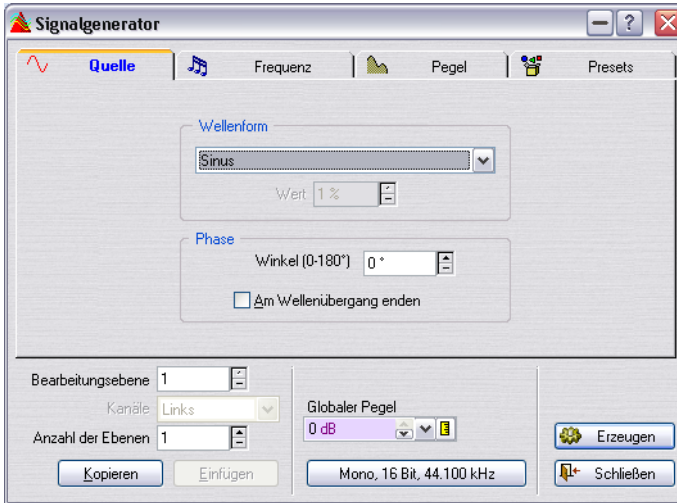 Signalgenerator
Quelle Frequenz Pegel Presets
Wellenform
Sinus
Wert 1 %
Phase
Winkel (0-180°) 0 °
Am Wellenübergang enden
Bearbeitungsebene 1
Kanäle Links
Anzahl der Ebenen 1
Kopieren Einfügen
Globaler Pegel
0 dB
Mono, 16 Bit, 44.100 kHz
Erzeugen
Schließen